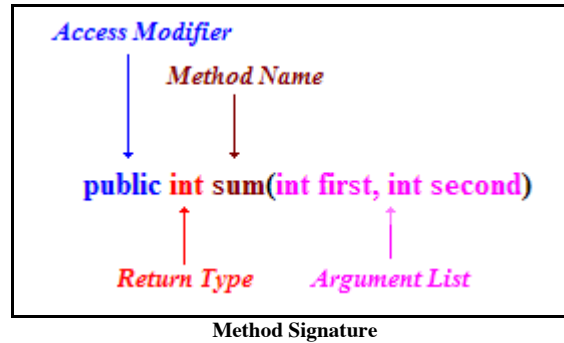 Access Modifier
Method Name
public int sum(int first, int second)
Return Type Argument List
Method Signature